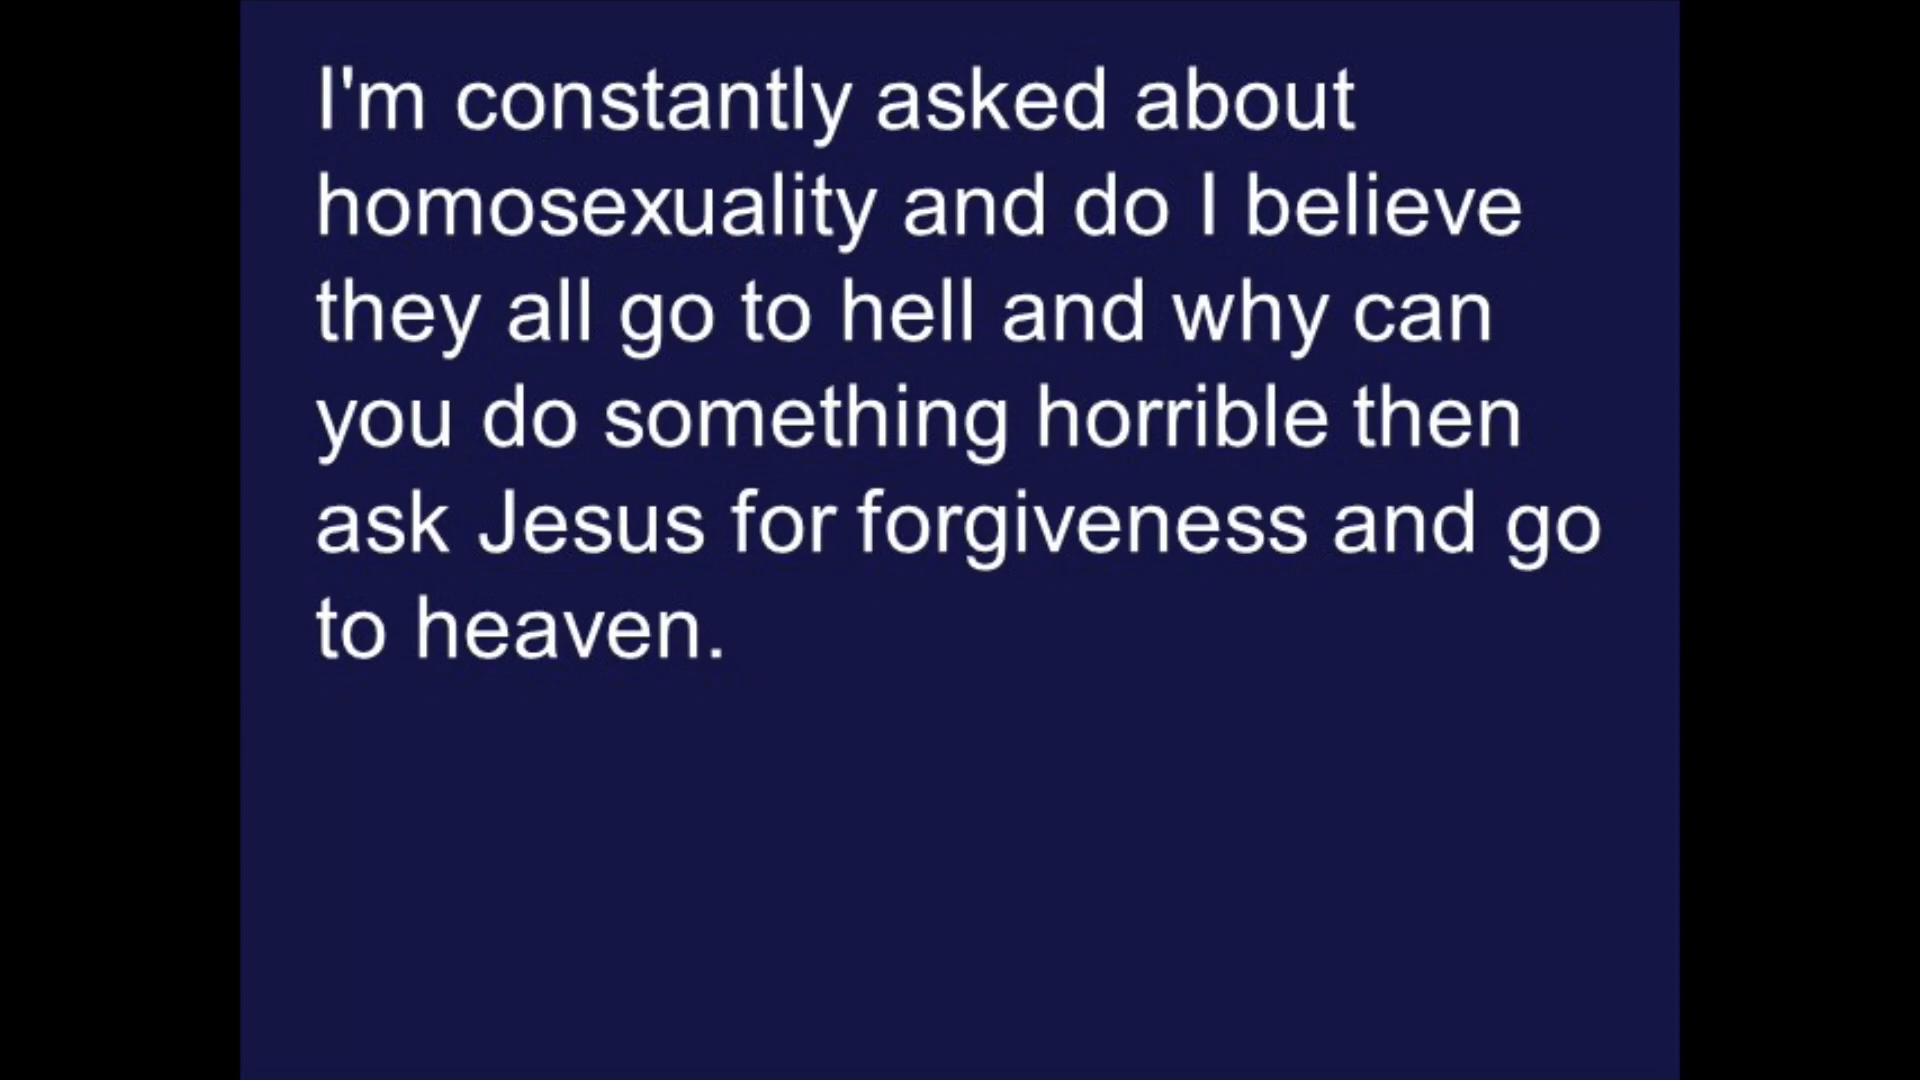 I'm constantly asked about
homosexuality and do I believe
they all go to hell and why can
you do something horrible then
ask Jesus for forgiveness and go
to heaven.